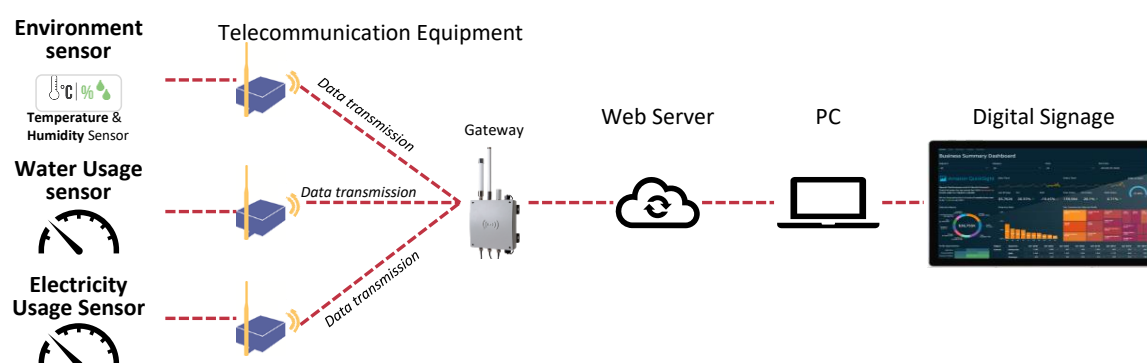 Environment
sensor
°C | %
Temperature &
Humidity Sensor
Water Usage
sensor
Electricity
Usage Sensor
Telecommunication Equipment
Data transmission
Data transmission
Data transmission
Gateway
Web Server
PC
Digital Signage
Business Summary Dashboard